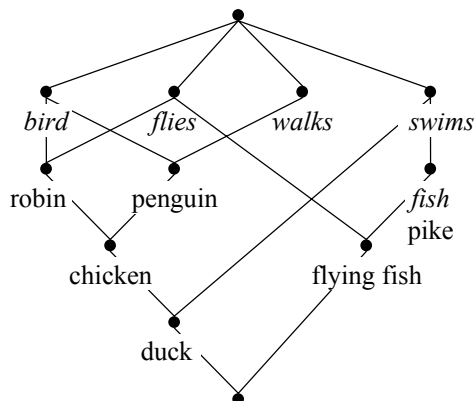 bird flies walks swims
robin penguin fish
pike
chicken flying fish
duck